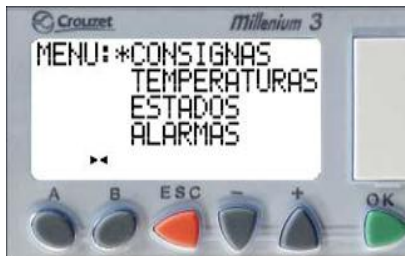 Crouzet Millenium 3
MENU:*CONSIGNAS
TEMPERATURAS
ESTADOS
ALARMAS
A B ESC - + OK